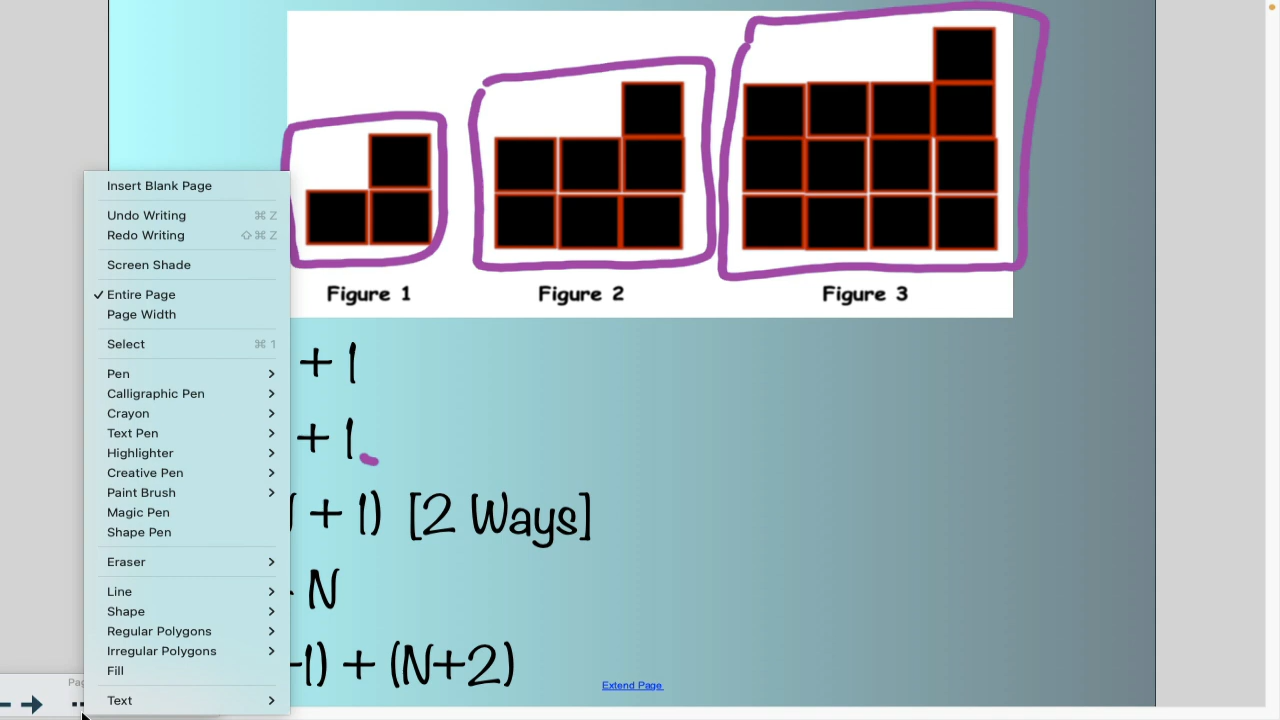 Insert Blank Page
Undo Writing ⌘ Z
Redo Writing ⇧ ⌘ Z
Screen Shade
✓ Entire Page
Page Width
Select ⌘ 1
Pen
Calligraphic Pen
Crayon
Text Pen
Highlighter
Creative Pen
Paint Brush
Magic Pen
Shape Pen
Eraser
Line
Shape
Regular Polygons
Irregular Polygons
Fill
Text
Figure 1 Figure 2 Figure 3
+ 1
+ 1
+ 1) [2 Ways]
N
1) + (N+2)
Extend Page